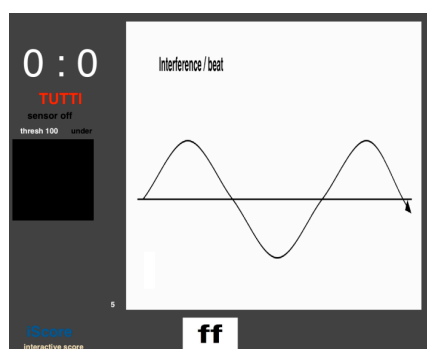 0 : 0
Interference / beat
TUTTI
sensor off
thresh 100 under
5
iScore
interactive score
ff